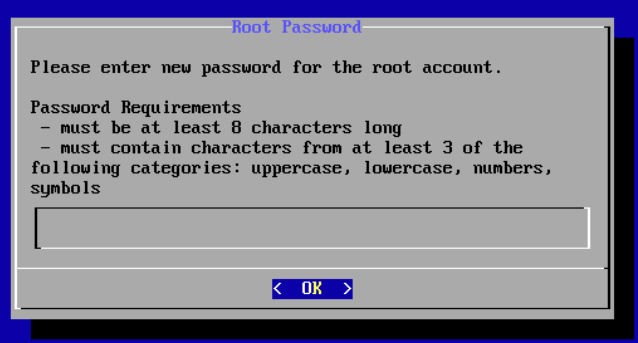 Root Password
Please enter new password for the root account.
Password Requirements
- must be at least 8 characters long
- must contain characters from at least 3 of the
following categories: uppercase, lowercase, numbers,
symbols
< OK >